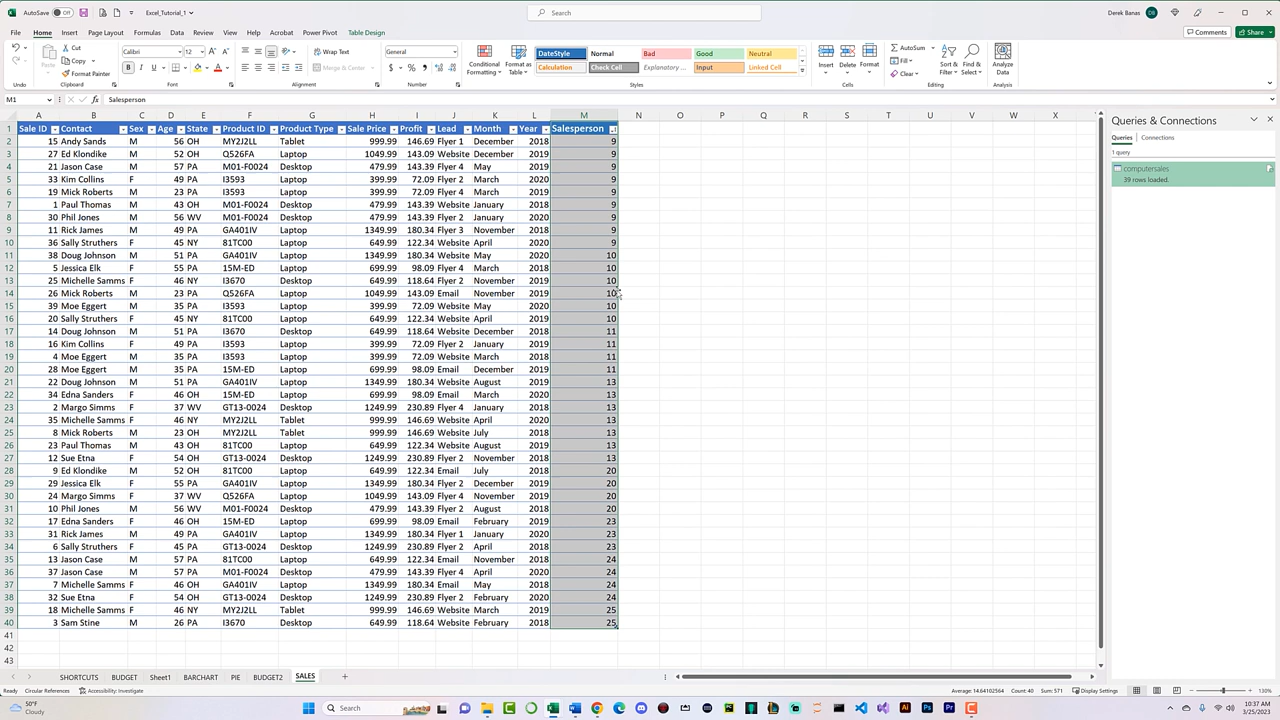 AutoSave Off Excel_Tutorial_1 Search Derek Banas DB
File Home Insert Page Layout Formulas Data Review View Developer Add-ins Help Acrobat Power Pivot Table Design Comments Share
Undo Paste Cut Copy Format Painter Calibri 12 General Wrap Text Merge & Center Conditional Formatting Format as Table DateStyle Normal Bad Good Neutral Calculation Check Cell Explanatory ... Input Linked Cell Insert Delete Format AutoSum Fill Clear Sort & Filter Find & Select Analyze Data
Undo Clipboard Font Alignment Number Styles Cells Editing Analysis
M1 fx Salesperson
A B C D E F G H I J K L M N O P Q R S T U V W X
1 Sale ID Contact Sex Age State Product ID Product Type Sale Price Profit Lead Month Year Salesperson
2 15 Andy Sands M 56 OH MY2J2LL Tablet 999.99 146.69 Flyer 1 December 2018 9
3 27 Ed Klondike M 52 OH Q526FA Laptop 1049.99 143.09 Website December 2019 9
4 21 Jason Case M 57 PA M01-F0024 Desktop 479.99 143.39 Flyer 4 May 2019 9
5 33 Kim Collins F 49 PA I3593 Laptop 399.99 72.09 Flyer 2 March 2020 9
6 19 Mick Roberts M 23 PA I3593 Laptop 399.99 72.09 Flyer 4 March 2019 9
7 1 Paul Thomas M 43 OH M01-F0024 Desktop 479.99 143.39 Website January 2018 9
8 30 Phil Jones M 56 WV M01-F0024 Desktop 479.99 143.39 Flyer 2 January 2020 9
9 11 Rick James M 49 PA GA401IV Laptop 1349.99 180.34 Flyer 3 November 2018 9
10 36 Sally Struthers F 45 NY 81TC00 Laptop 649.99 122.34 Website April 2020 9
11 38 Doug Johnson M 51 PA GA401IV Laptop 1349.99 180.34 Website May 2020 10
12 5 Jessica Elk F 55 PA 15M-ED Laptop 699.99 98.09 Flyer 4 March 2018 10
13 25 Michelle Samms F 46 NY I3670 Desktop 649.99 118.64 Flyer 2 November 2019 10
14 26 Mick Roberts M 23 PA Q526FA Laptop 1049.99 143.09 Email November 2019 10
15 39 Moe Eggert M 35 PA I3593 Laptop 399.99 72.09 Website May 2020 10
16 20 Sally Struthers F 45 NY 81TC00 Laptop 649.99 122.34 Website April 2019 10
17 14 Doug Johnson M 51 PA I3670 Desktop 649.99 118.64 Website December 2018 11
18 16 Kim Collins F 49 PA I3593 Laptop 399.99 72.09 Flyer 2 January 2019 11
19 4 Moe Eggert M 35 PA I3593 Laptop 399.99 72.09 Website March 2018 11
20 28 Moe Eggert M 35 PA 15M-ED Laptop 699.99 98.09 Email December 2019 11
21 22 Doug Johnson M 51 PA GA401IV Laptop 1349.99 180.34 Website August 2019 13
22 34 Edna Sanders F 46 OH 15M-ED Laptop 699.99 98.09 Email March 2020 13
23 2 Margo Simms F 37 WV GT13-0024 Desktop 1249.99 230.89 Flyer 4 January 2018 13
24 35 Michelle Samms F 46 NY MY2J2LL Tablet 999.99 146.69 Website April 2020 13
25 8 Mick Roberts M 23 OH MY2J2LL Tablet 999.99 146.69 Website July 2018 13
26 23 Paul Thomas M 43 OH 81TC00 Laptop 649.99 122.34 Website August 2019 13
27 12 Sue Etna F 54 OH GT13-0024 Desktop 1249.99 230.89 Flyer 2 November 2018 13
28 9 Ed Klondike M 52 OH 81TC00 Laptop 649.99 122.34 Email July 2018 20
29 29 Jessica Elk F 55 PA GA401IV Laptop 1349.99 180.34 Flyer 2 December 2019 20
30 24 Margo Simms F 37 WV Q526FA Laptop 1049.99 143.09 Flyer 4 November 2019 20
31 10 Phil Jones M 56 WV M01-F0024 Desktop 479.99 143.39 Flyer 2 August 2018 20
32 17 Edna Sanders F 46 OH 15M-ED Laptop 699.99 98.09 Email February 2019 23
33 31 Rick James M 49 PA GA401IV Laptop 1349.99 180.34 Flyer 1 January 2020 23
34 6 Sally Struthers F 45 PA GT13-0024 Desktop 1249.99 230.89 Flyer 2 April 2018 23
35 13 Jason Case M 57 PA 81TC00 Laptop 649.99 122.34 Email November 2018 24
36 37 Jason Case M 57 PA M01-F0024 Desktop 479.99 143.39 Flyer 4 April 2020 24
37 7 Michelle Samms F 46 OH GA401IV Laptop 1349.99 180.34 Email May 2018 24
38 32 Sue Etna F 54 OH GT13-0024 Desktop 1249.99 230.89 Flyer 2 February 2020 24
39 18 Michelle Samms F 46 NY MY2J2LL Tablet 999.99 146.69 Website March 2019 25
40 3 Sam Stine M 26 PA I3670 Desktop 649.99 118.64 Website February 2018 25
41
42
43
Queries & Connections
Queries Connections
1 query
computersales
39 rows loaded.
SHORTCUTS BUDGET Sheet1 BARCHART PIE BUDGET2 SALES
Ready Circular References Accessibility: Investigate Average: 14.64102564 Count: 40 Sum: 571 Display Settings 130%
50°F
Cloudy
Search
10:37 AM
3/25/2023